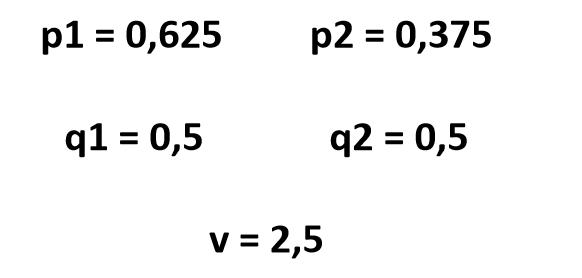 p1 = 0,625 p2 = 0,375
q1 = 0,5 q2 = 0,5
v = 2,5